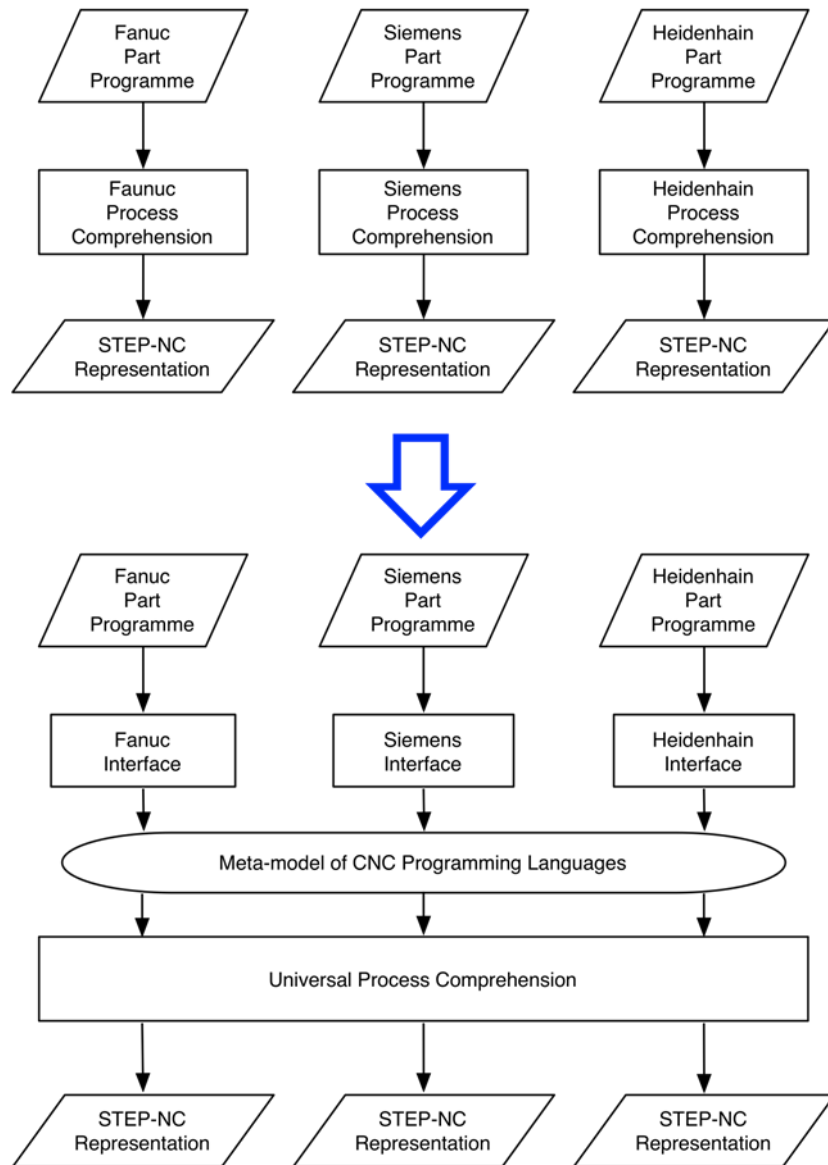 Fanuc
Part
Programme
Siemens
Part
Programme
Heidenhain
Part
Programme
Faunuc
Process
Comprehension
Siemens
Process
Comprehension
Heidenhain
Process
Comprehension
STEP-NC
Representation
STEP-NC
Representation
STEP-NC
Representation
Fanuc
Part
Programme
Siemens
Part
Programme
Heidenhain
Part
Programme
Fanuc
Interface
Siemens
Interface
Heidenhain
Interface
Meta-model of CNC Programming Languages
Universal Process Comprehension
STEP-NC
Representation
STEP-NC
Representation
STEP-NC
Representation